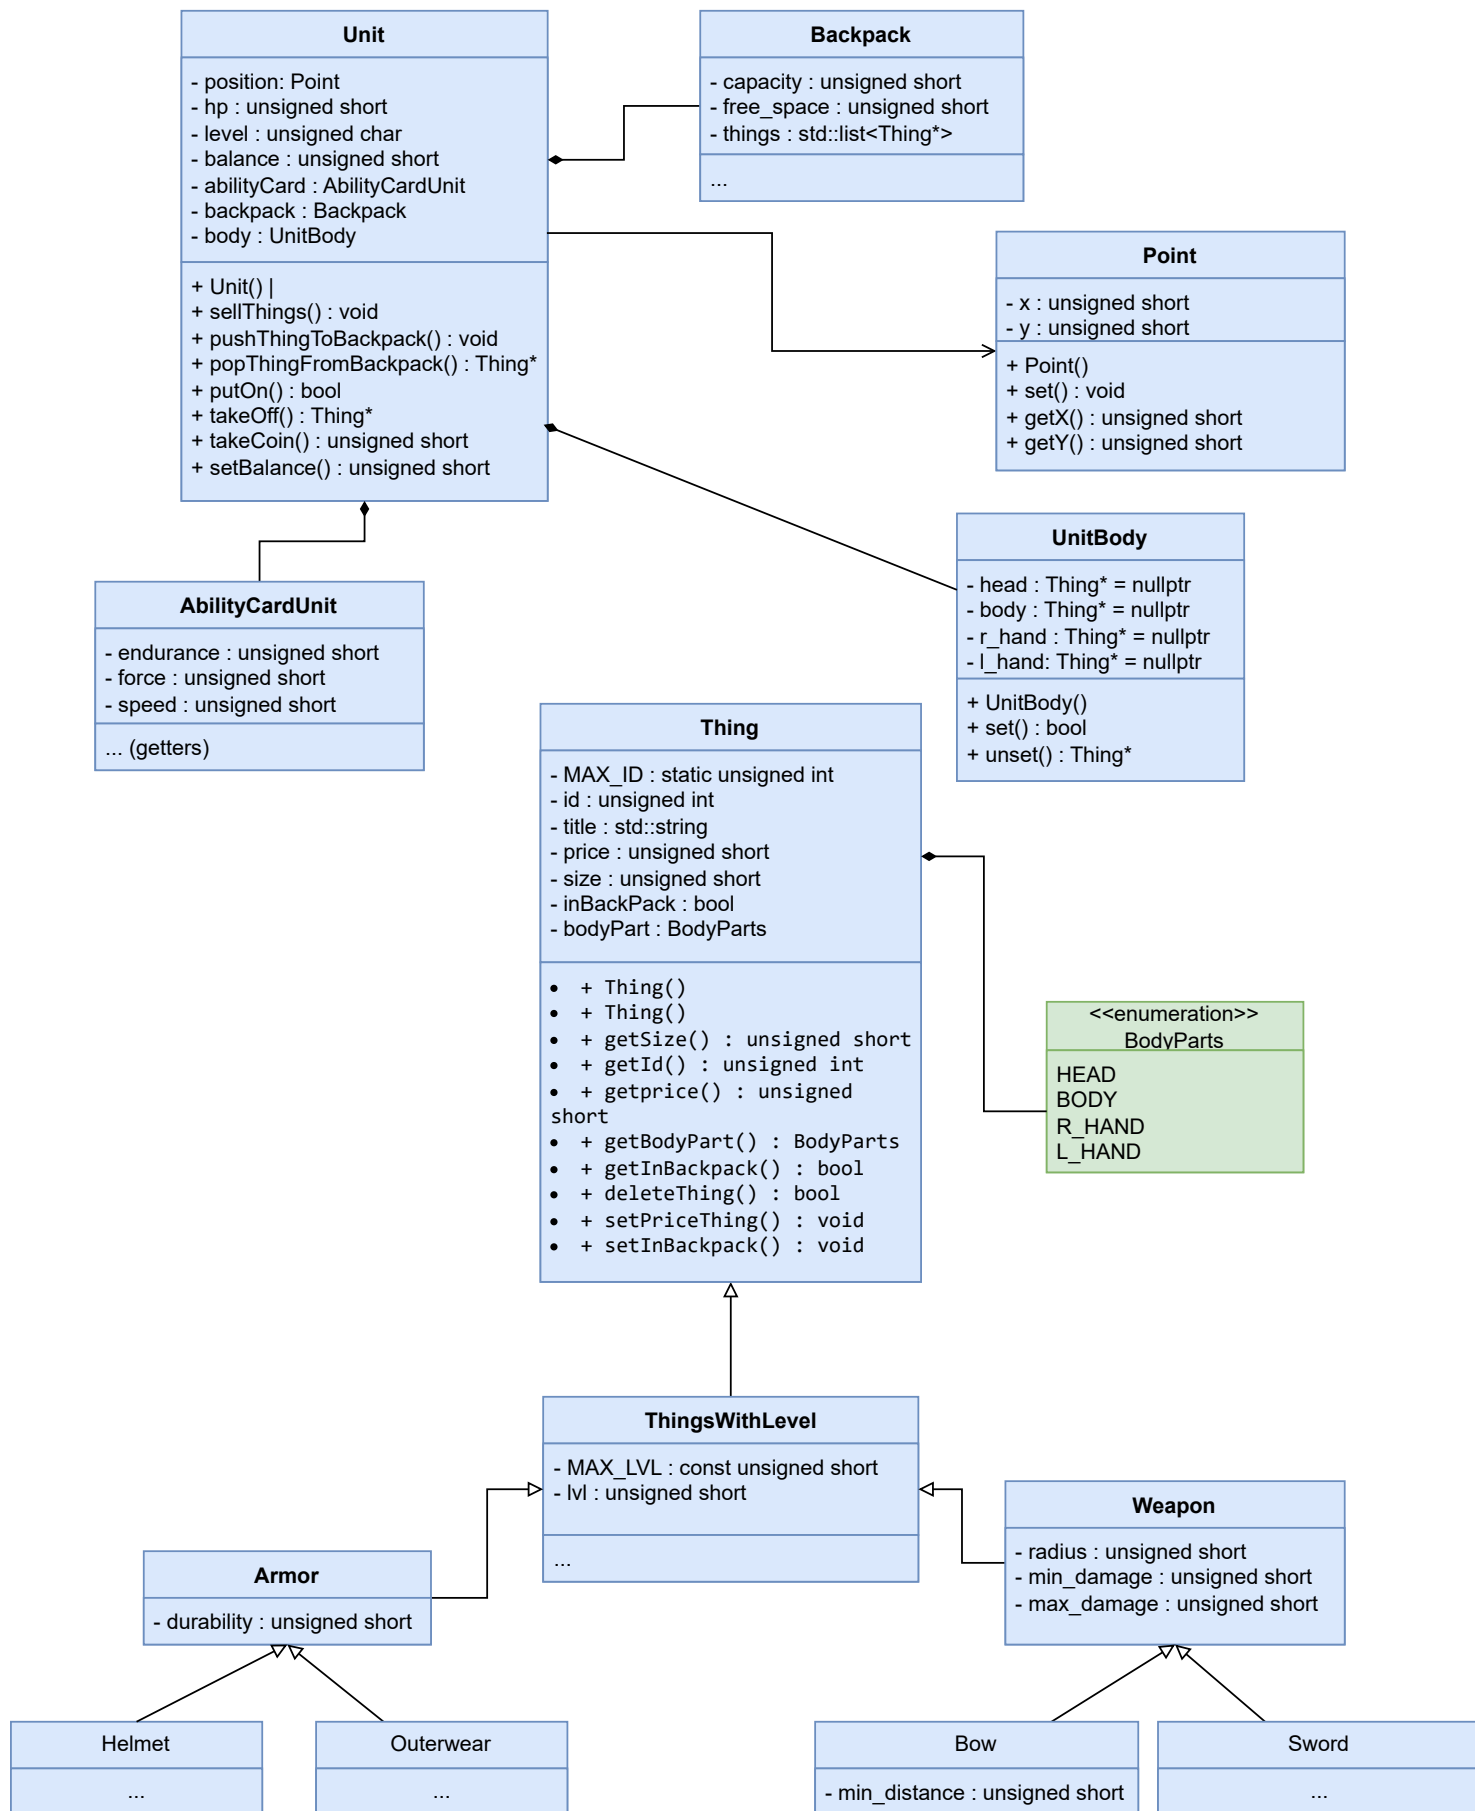 Unit
- position: Point
- hp : unsigned short
- level : unsigned char
- balance : unsigned short
- abilityCard : AbilityCardUnit
- backpack : Backpack
- body : UnitBody
+ Unit() |
+ sellThings() : void
+ pushThingToBackpack() : void
+ popThingFromBackpack() : Thing*
+ putOn() : bool
+ takeOff() : Thing*
+ takeCoin() : unsigned short
+ setBalance() : unsigned short
Backpack
- capacity : unsigned short
- free_space : unsigned short
- things : std::list<Thing*>
...
Point
- x : unsigned short
- y : unsigned short
+ Point()
+ set() : void
+ getX() : unsigned short
+ getY() : unsigned short
UnitBody
- head : Thing* = nullptr
- body : Thing* = nullptr
- r_hand : Thing* = nullptr
- l_hand: Thing* = nullptr
+ UnitBody()
+ set() : bool
+ unset() : Thing*
AbilityCardUnit
- endurance : unsigned short
- force : unsigned short
- speed : unsigned short
... (getters)
Thing
- MAX_ID : static unsigned int
- id : unsigned int
- title : std::string
- price : unsigned short
- size : unsigned short
- inBackPack : bool
- bodyPart : BodyParts
• + Thing()
• + Thing()
• + getSize() : unsigned short
• + getId() : unsigned int
• + getprice() : unsigned
short
• + getBodyPart() : BodyParts
• + getInBackpack() : bool
• + deleteThing() : bool
• + setPriceThing() : void
• + setInBackpack() : void
<<enumeration>>
BodyParts
HEAD
BODY
R_HAND
L_HAND
ThingsWithLevel
- MAX_LVL : const unsigned short
- lvl : unsigned short
...
Armor
- durability : unsigned short
Weapon
- radius : unsigned short
- min_damage : unsigned short
- max_damage : unsigned short
Helmet
...
Outerwear
...
Bow
- min_distance : unsigned short
Sword
...